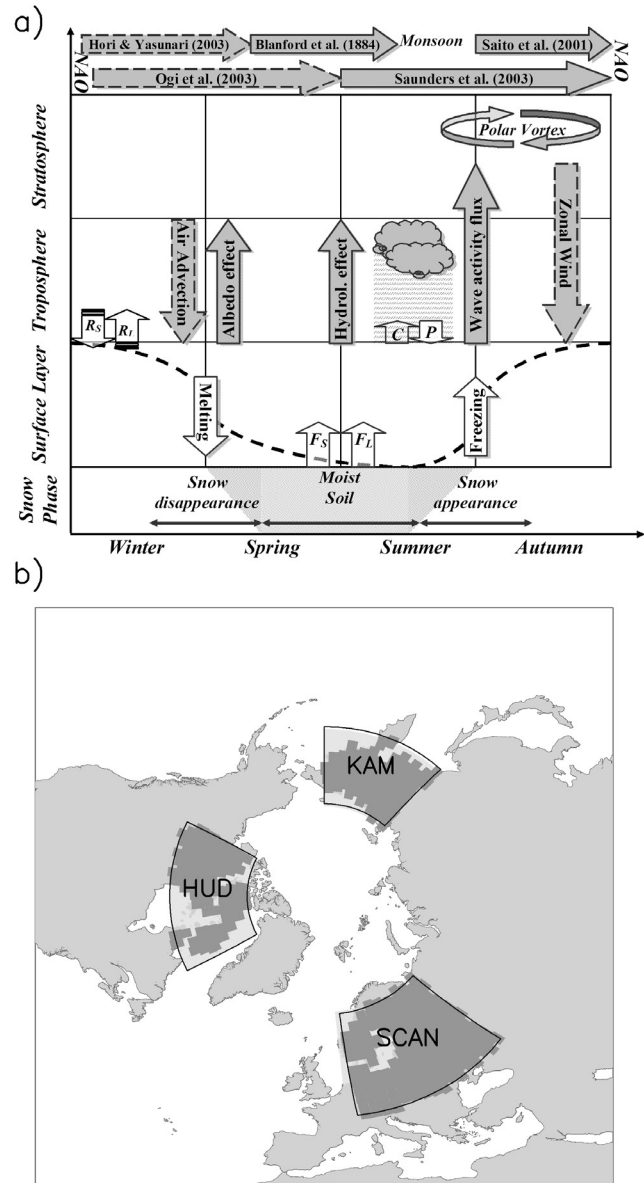 a)
Hori & Yasunari (2003)
Blanford et al. (1884)
Monsoon
Saito et al. (2001)
NAO
NAO
Ogi et al. (2003)
Saunders et al. (2003)
Stratosphere
Polar Vortex
Troposphere
Air Advection
Albedo effect
Hydrol. effect
Wave activity flux
Zonal Wind
RS
RL
C
P
Surface Layer
Melting
FS
FL
Freezing
Snow Phase
Snow
disappearance
Moist
Soil
Snow
appearance
Winter
Spring
Summer
Autumn
b)
KAM
HUD
SCAN